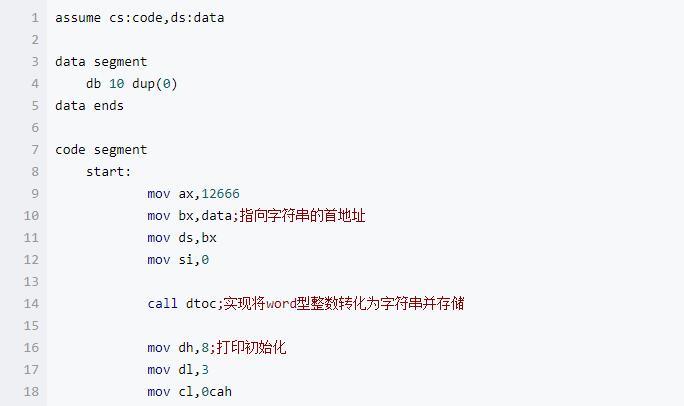 1 assume cs:code,ds:data
2
3 data segment
4 db 10 dup(0)
5 data ends
6
7 code segment
8 start:
9 mov ax,12666
10 mov bx,data;指向字符串的首地址
11 mov ds,bx
12 mov si,0
13
14 call dtoc;实现将word型整数转化为字符串并存储
15
16 mov dh,8;打印初始化
17 mov dl,3
18 mov cl,0cah